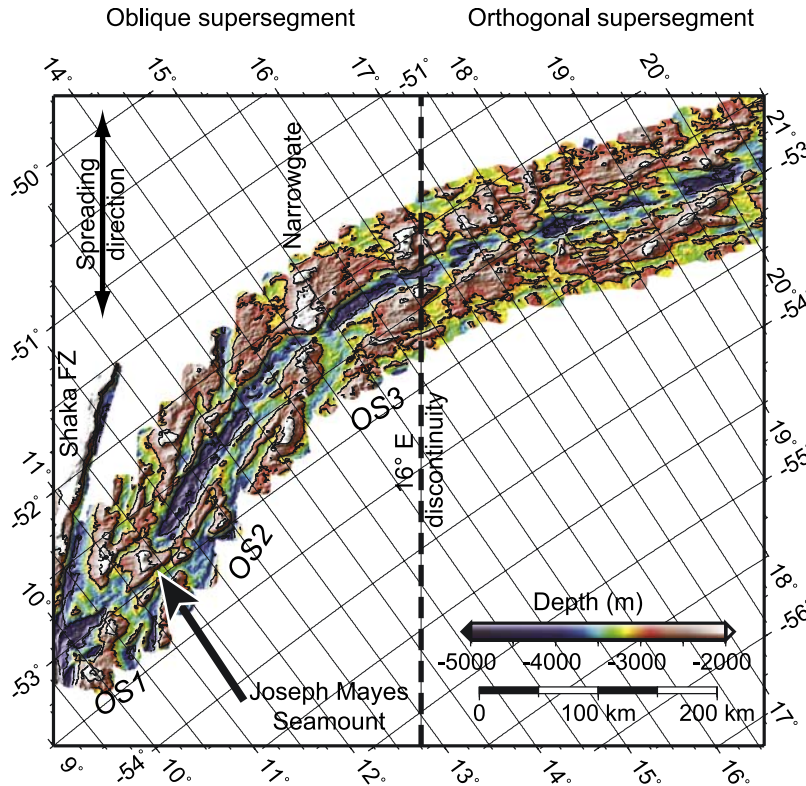 Oblique supersegment
Orthogonal supersegment
14°
15°
16°
17°
-51°
18°
19°
20°
21°
-53°
20°
-54°
19°
-55°
18°
-56°
17°
-50°
-51°
11°
-52°
10°
-53°
9°
-54°
10°
11°
12°
13°
14°
15°
16°
Spreading
direction
Narrowgate
Shaka FZ
OS3
16° E
discontinuity
OS2
OS1
Joseph Mayes
Seamount
Depth (m)
-5000 -4000 -3000 -2000
0 100 km 200 km